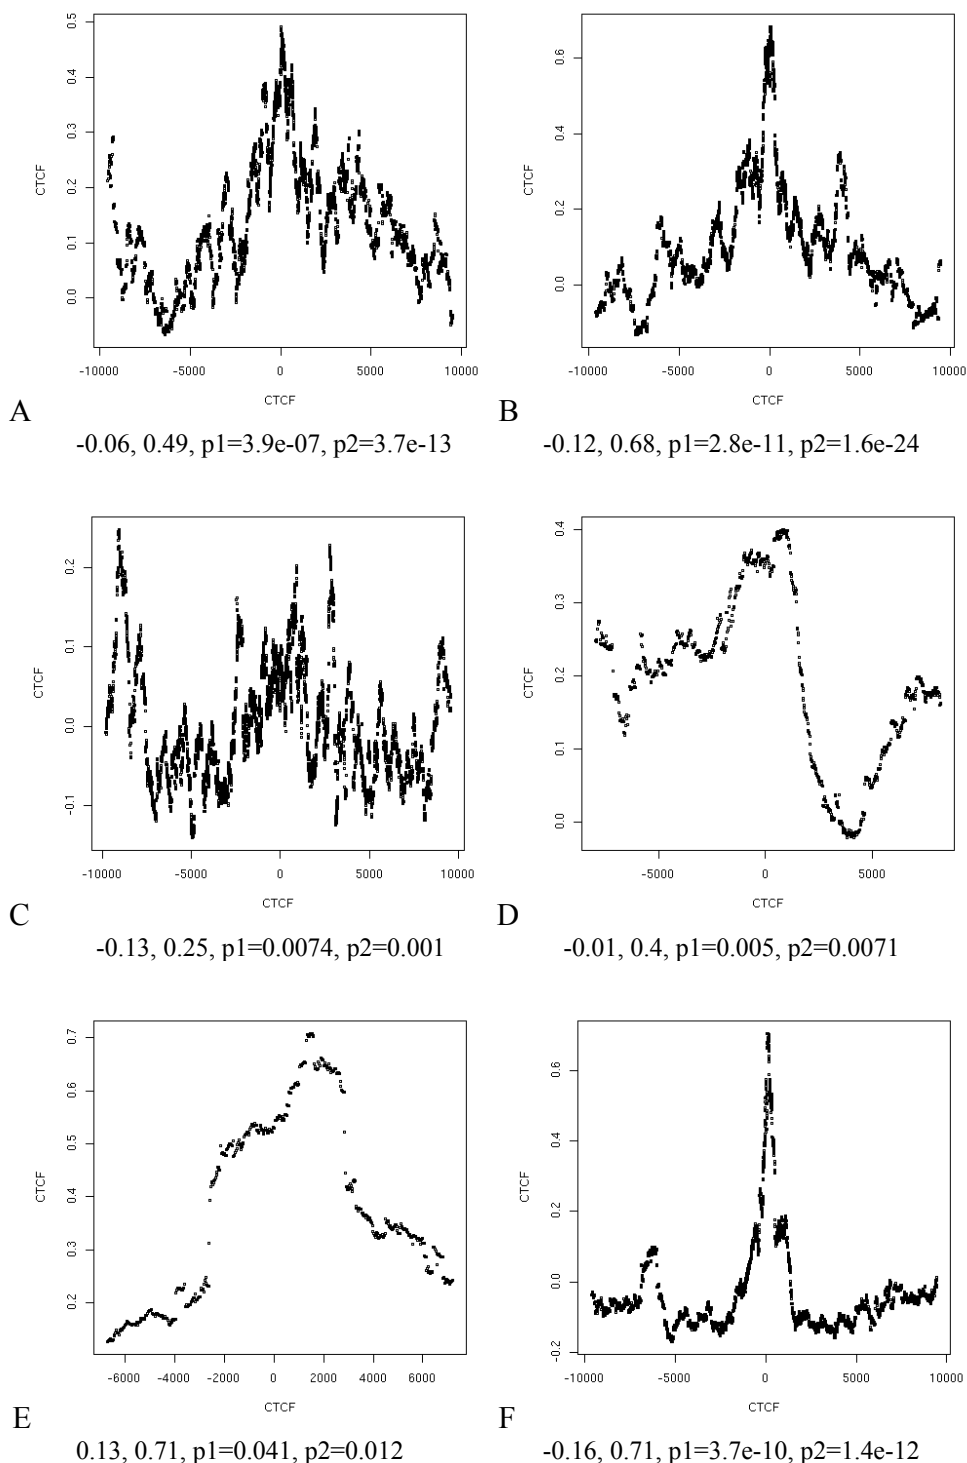 0.5
0.4
0.3
0.2
0.1
0.0
CTCF
-10000 -5000 0 5000 10000
CTCF
A
-0.06, 0.49, p1=3.9e-07, p2=3.7e-13
0.6
0.4
0.2
0.0
CTCF
-10000 -5000 0 5000 10000
CTCF
B
-0.12, 0.68, p1=2.8e-11, p2=1.6e-24
0.2
0.1
0.0
-0.1
CTCF
-10000 -5000 0 5000 10000
CTCF
C
-0.13, 0.25, p1=0.0074, p2=0.001
0.4
0.3
0.2
0.1
0.0
CTCF
-5000 0 5000
CTCF
D
-0.01, 0.4, p1=0.005, p2=0.0071
0.7
0.6
0.5
0.4
0.3
0.2
CTCF
-6000 -4000 -2000 0 2000 4000 6000
CTCF
E
0.13, 0.71, p1=0.041, p2=0.012
0.6
0.4
0.2
0.0
-0.2
CTCF
-10000 -5000 0 5000 10000
CTCF
F
-0.16, 0.71, p1=3.7e-10, p2=1.4e-12